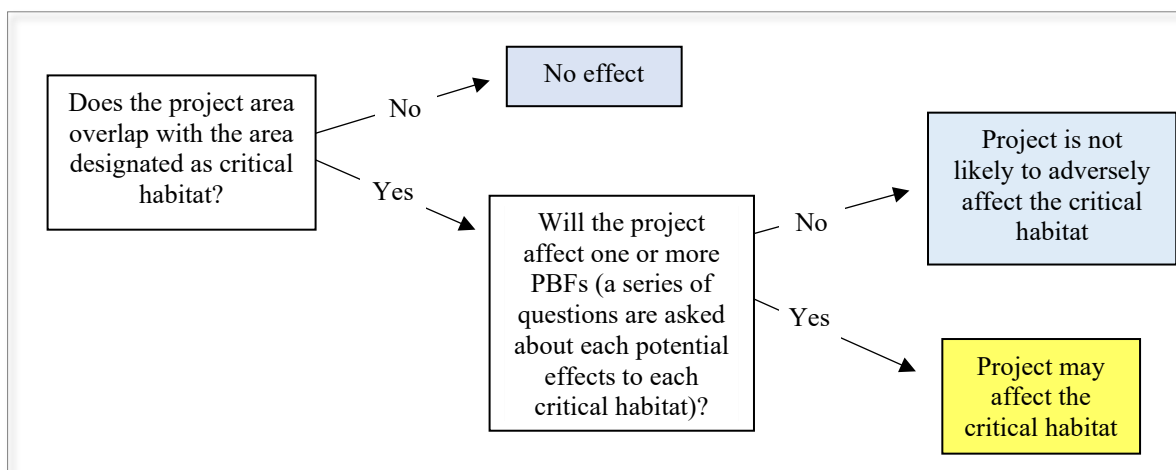 Does the project area
overlap with the area
designated as critical
habitat?
No
No effect
Yes
Will the project
affect one or more
PBFs (a series of
questions are asked
about each potential
effects to each
critical habitat)?
No
Project is not
likely to adversely
affect the critical
habitat
Yes
Project may
affect the
critical habitat